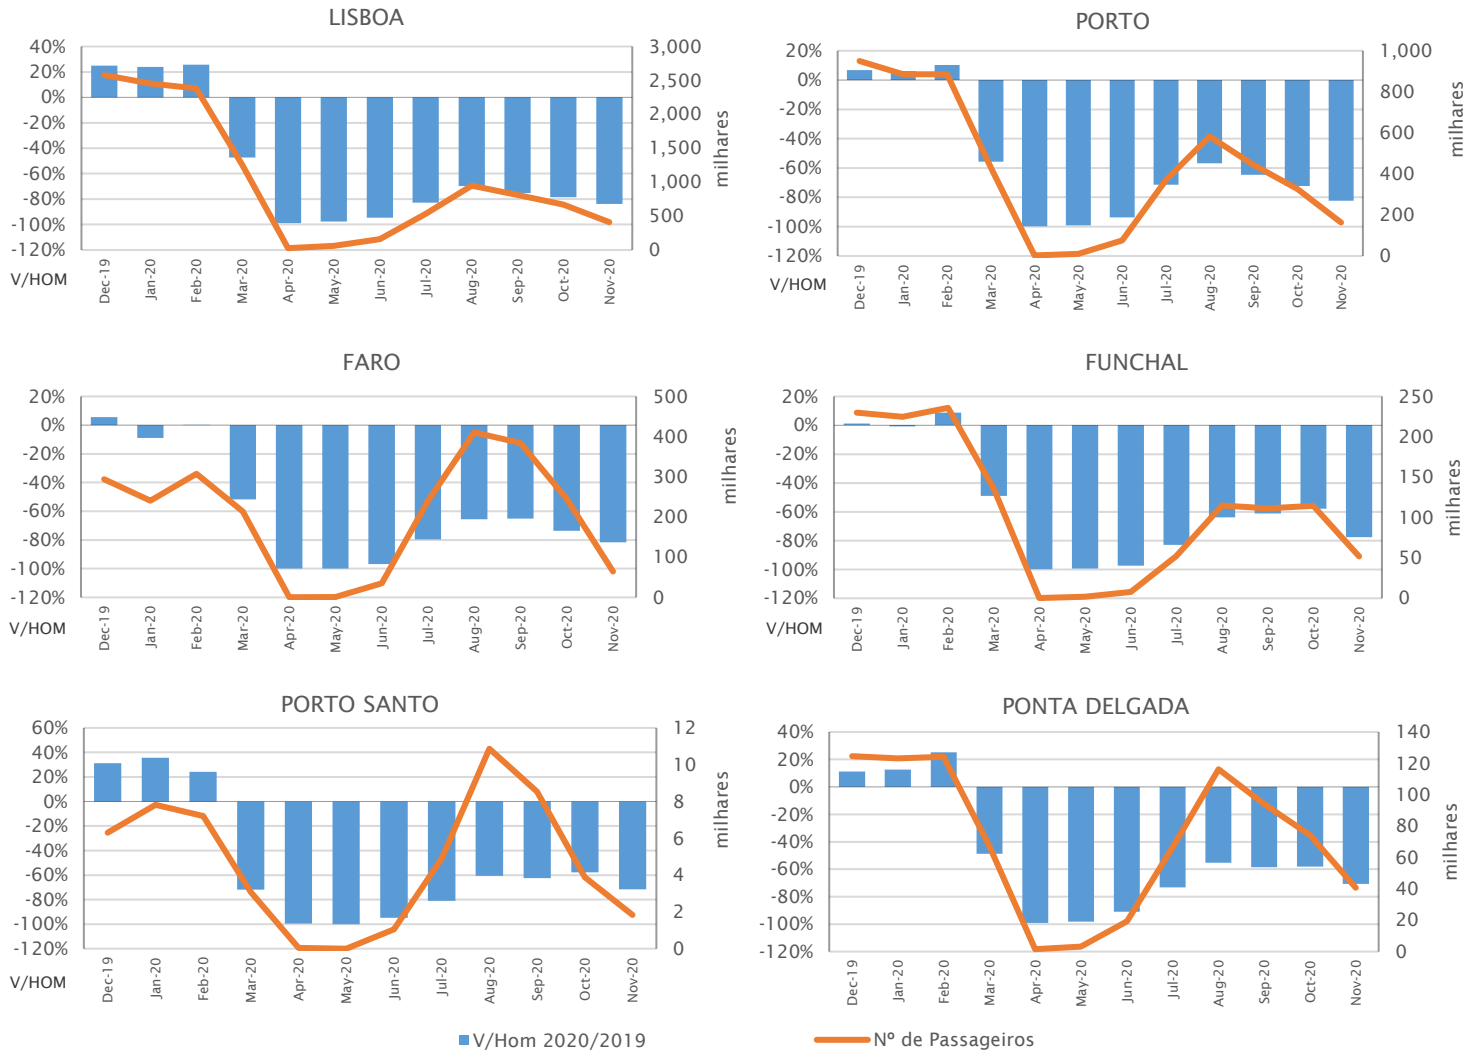 LISBOA
40%
20%
0%
-20%
-40%
-60%
-80%
-100%
-120%
3,000
2,500
2,000
1,500
1,000
500
0
milhares
V/HOM
Dec-19
Jan-20
Feb-20
Mar-20
Apr-20
May-20
Jun-20
Jul-20
Aug-20
Sep-20
Oct-20
Nov-20
PORTO
20%
0%
-20%
-40%
-60%
-80%
-100%
-120%
1,000
800
600
400
200
0
milhares
V/HOM
Dec-19
Jan-20
Feb-20
Mar-20
Apr-20
May-20
Jun-20
Jul-20
Aug-20
Sep-20
Oct-20
Nov-20
FARO
20%
0%
-20%
-40%
-60%
-80%
-100%
-120%
500
400
300
200
100
0
milhares
V/HOM
Dec-19
Jan-20
Feb-20
Mar-20
Apr-20
May-20
Jun-20
Jul-20
Aug-20
Sep-20
Oct-20
Nov-20
FUNCHAL
20%
0%
-20%
-40%
-60%
-80%
-100%
-120%
250
200
150
100
50
0
milhares
V/HOM
Dec-19
Jan-20
Feb-20
Mar-20
Apr-20
May-20
Jun-20
Jul-20
Aug-20
Sep-20
Oct-20
Nov-20
PORTO SANTO
60%
40%
20%
0%
-20%
-40%
-60%
-80%
-100%
-120%
12
10
8
6
4
2
0
milhares
V/HOM
Dec-19
Jan-20
Feb-20
Mar-20
Apr-20
May-20
Jun-20
Jul-20
Aug-20
Sep-20
Oct-20
Nov-20
PONTA DELGADA
40%
20%
0%
-20%
-40%
-60%
-80%
-100%
-120%
140
120
100
80
60
40
20
0
milhares
V/HOM
Dec-19
Jan-20
Feb-20
Mar-20
Apr-20
May-20
Jun-20
Jul-20
Aug-20
Sep-20
Oct-20
Nov-20
V/Hom 2020/2019
Nº de Passageiros